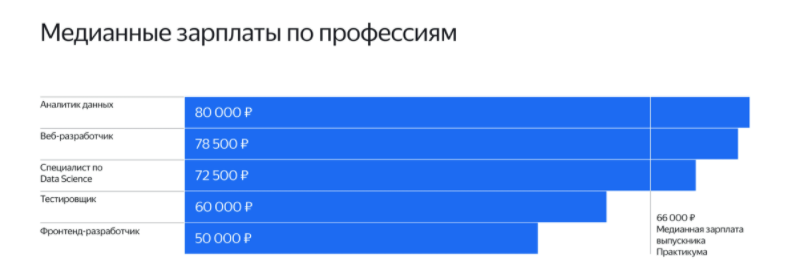 Медианные зарплаты по профессиям
Аналитик данных
80 000 ₽
Веб-разработчик
78 500 ₽
Специалист по
Data Science
72 500 ₽
Тестировщик
60 000 ₽
Фронтенд-разработчик
50 000 ₽
66 000 ₽
Медианная зарплата
выпускника
Практикума